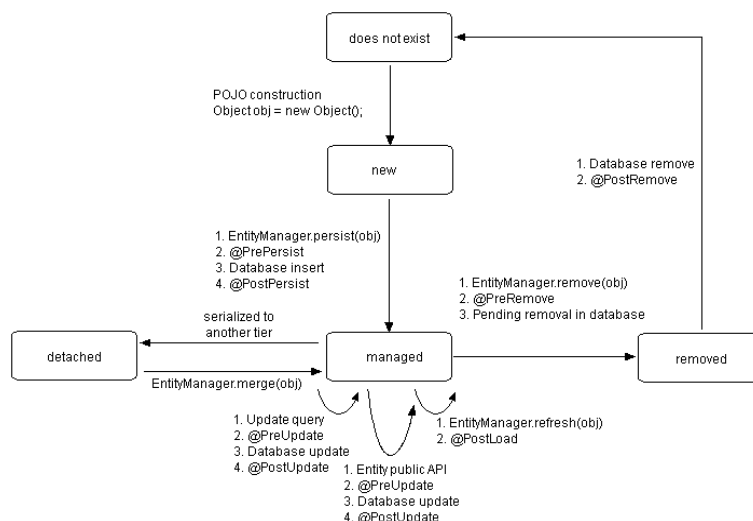 does not exist
POJO construction
Object obj = new Object();
new
1. Database remove
2. @PostRemove
1. EntityManager.persist(obj)
2. @PrePersist
3. Database insert
4. @PostPersist
1. EntityManager.remove(obj)
2. @PreRemove
3. Pending removal in database
serialized to
another tier
detached
managed
removed
EntityManager.merge(obj)
1. Update query
2. @PreUpdate
3. Database update
4. @PostUpdate
1. EntityManager.refresh(obj)
2. @PostLoad
1. Entity public API
2. @PreUpdate
3. Database update
4. @PostUpdate